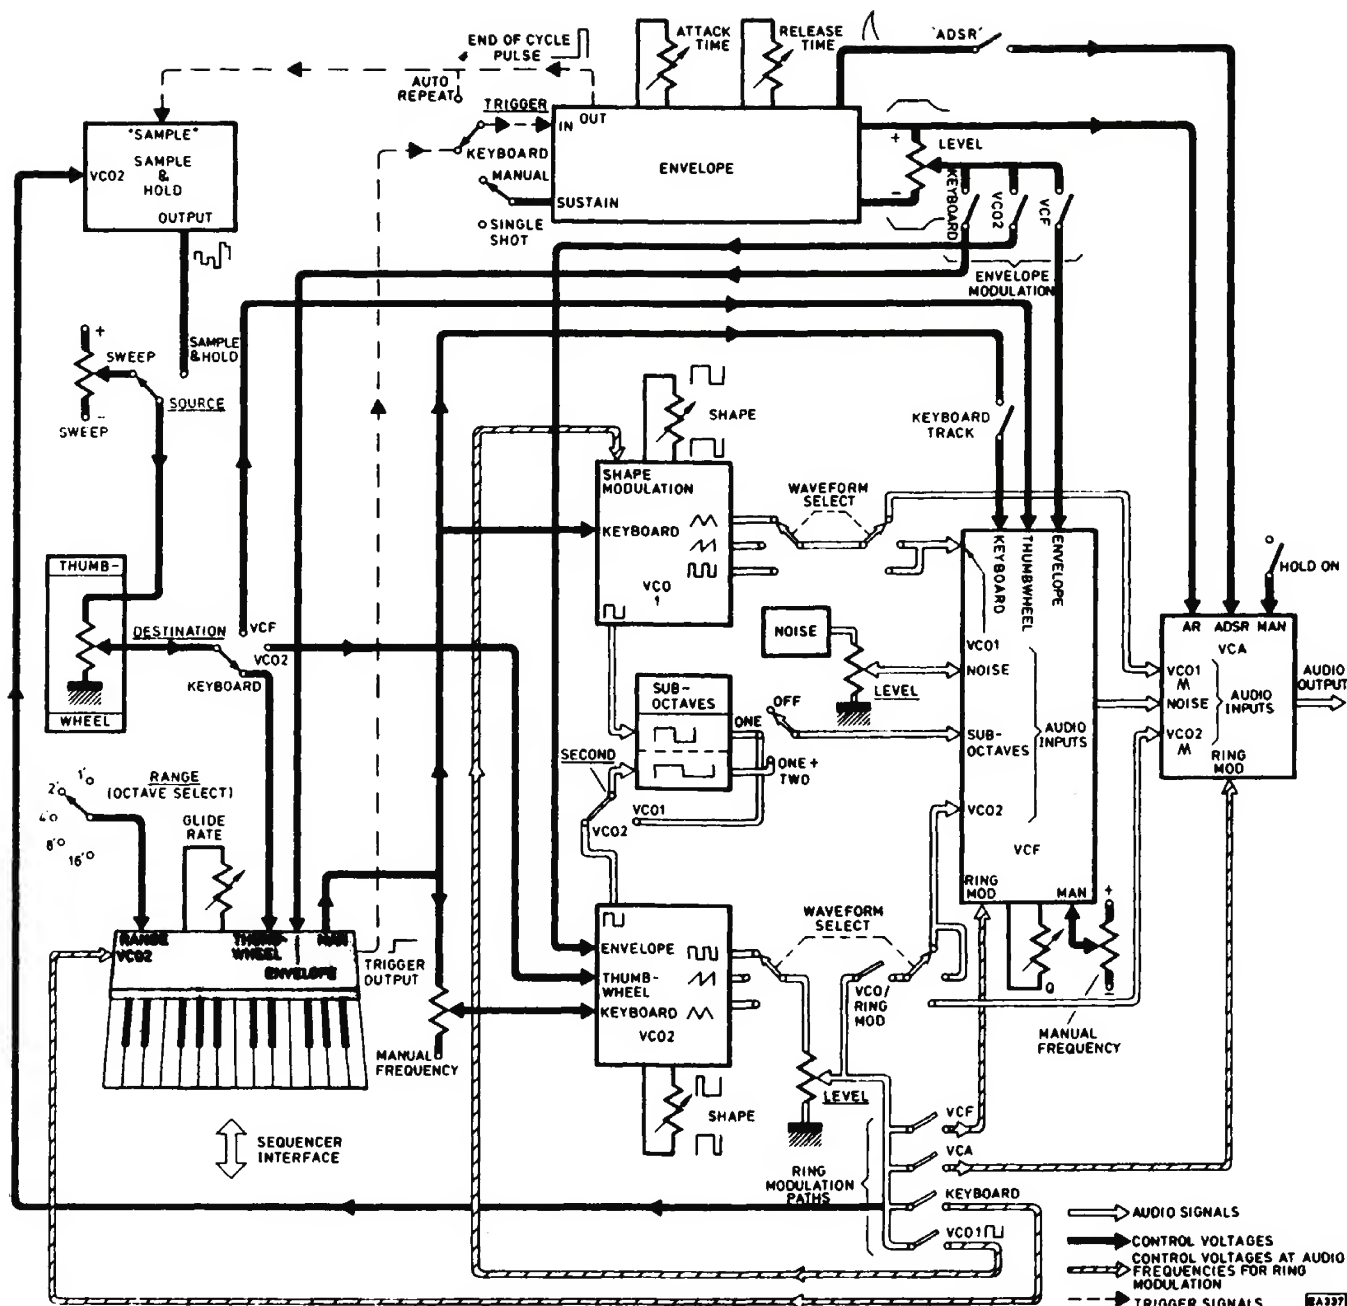 END OF CYCLE
PULSE
AUTO
REPEAT
ATTACK
TIME
RELEASE
TIME
'ADSR'
"SAMPLE"
SAMPLE
&
HOLD
VCO2
OUTPUT
TRIGGER
KEYBOARD
MANUAL
SINGLE
SHOT
IN
OUT
ENVELOPE
SUSTAIN
+
LEVEL
-
KEYBOARD
VCO2
VCF
ENVELOPE
MODULATION
+
SWEEP
-
SWEEP
SAMPLE
& HOLD
SOURCE
SHAPE
KEYBOARD
TRACK
SHAPE
MODULATION
KEYBOARD
VCO
1
WAVEFORM
SELECT
THUMB-
WHEEL
DESTINATION
VCF
VCO2
KEYBOARD
NOISE
LEVEL
KEYBOARD
THUMBWHEEL
ENVELOPE
VCO1
NOISE
SUB-
OCTAVES
AUDIO
INPUTS
VCO2
VCF
RING
MOD
MAN
HOLD ON
AR
ADSR
MAN
VCA
VCO1
NOISE
VCO2
AUDIO
INPUTS
RING
MOD
AUDIO
OUTPUT
SUB-
OCTAVES
ONE
OFF
ONE +
TWO
SECOND
VCO1
VCO2
RANGE
(OCTAVE SELECT)
1'
2'
4'
8'
16'
GLIDE
RATE
RANGE
VCO2
THUMB-
WHEEL
ENVELOPE
MAN
TRIGGER
OUTPUT
MANUAL
FREQUENCY
ENVELOPE
THUMB-
WHEEL
KEYBOARD
VCO2
SHAPE
WAVEFORM
SELECT
VCO/
RING
MOD
LEVEL
Q
+
-
MANUAL
FREQUENCY
SEQUENCER
INTERFACE
RING
MODULATION
PATHS
VCF
VCA
KEYBOARD
VCO1
AUDIO SIGNALS
CONTROL VOLTAGES
CONTROL VOLTAGES AT AUDIO
FREQUENCIES FOR RING
MODULATION
TRIGGER SIGNALS